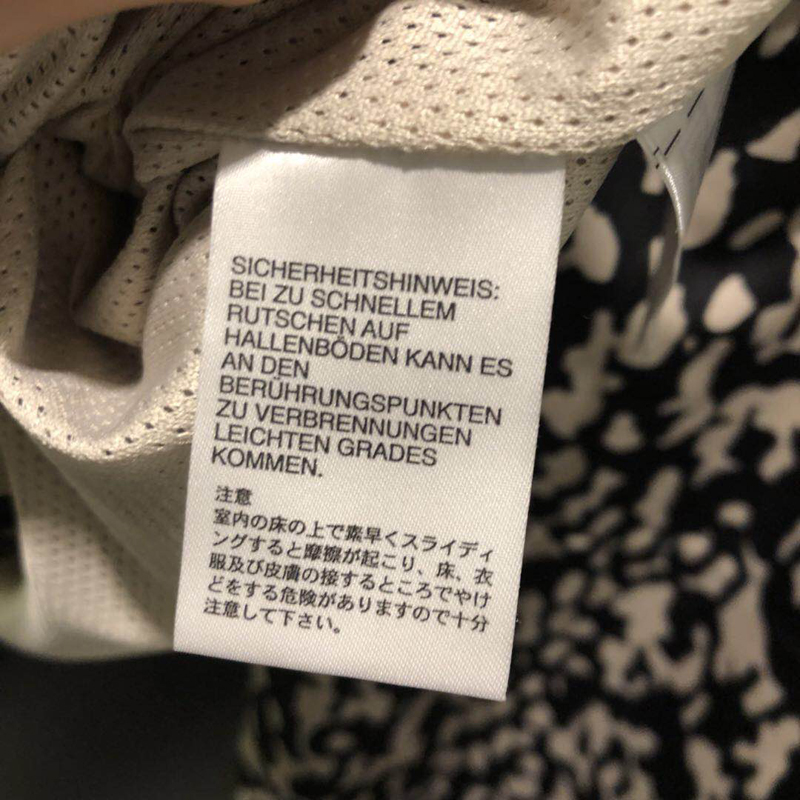 SICHERHEITSHINWEIS:
BEI ZU SCHNELLEM
RUTSCHEN AUF
HALLENBÖDEN KANN ES
AN DEN
BERÜHRUNGSPUNKTEN
ZU VERBRENNUNGEN
LEICHTEN GRADES
KOMMEN.
注意
室内の床の上で素早くスライディ
ングすると摩擦が起こり、床、衣
服及び皮膚の接するところでやけ
どをする危険がありますので十分
注意して下さい。